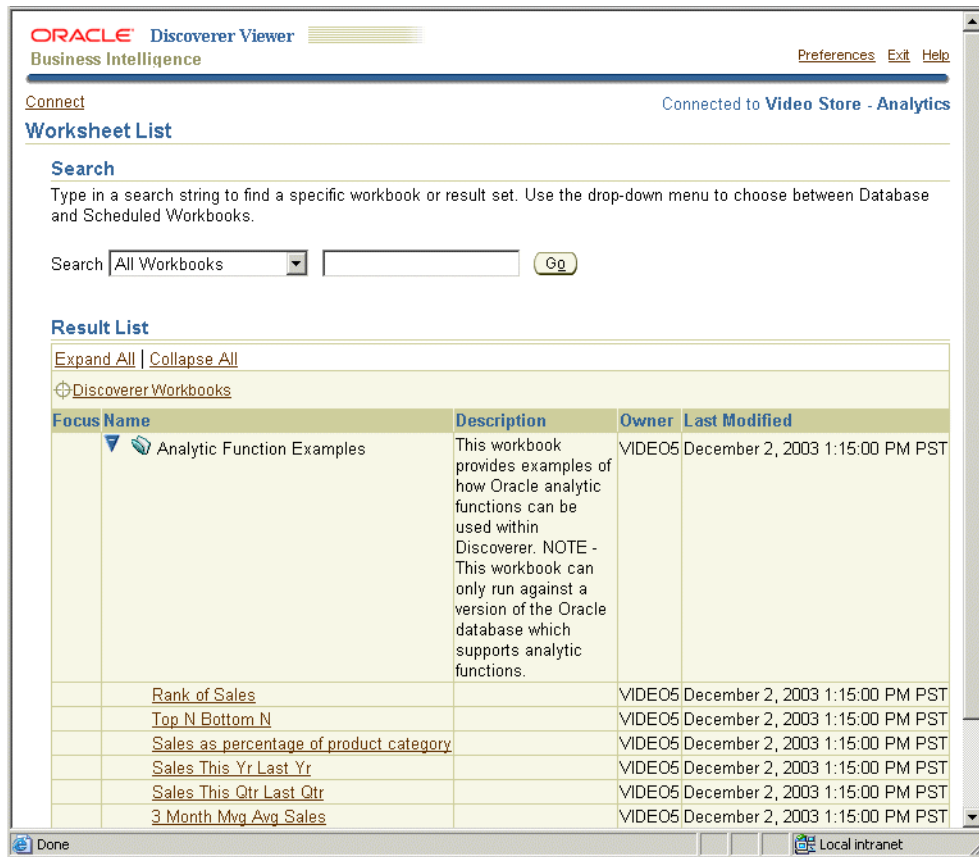 ORACLE Discoverer Viewer
Business Intelligence
Preferences Exit Help
Connect
Connected to Video Store - Analytics
Worksheet List
Search
Type in a search string to find a specific workbook or result set. Use the drop-down menu to choose between Database
and Scheduled Workbooks.
Search All Workbooks Go
Result List
Expand All | Collapse All
Discoverer Workbooks
Focus Name Description Owner Last Modified
Analytic Function Examples This workbook VIDEO5 December 2, 2003 1:15:00 PM PST
provides examples of
how Oracle analytic
functions can be
used within
Discoverer. NOTE -
This workbook can
only run against a
version of the Oracle
database which
supports analytic
functions.
Rank of Sales VIDEO5 December 2, 2003 1:15:00 PM PST
Top N Bottom N VIDEO5 December 2, 2003 1:15:00 PM PST
Sales as percentage of product category VIDEO5 December 2, 2003 1:15:00 PM PST
Sales This Yr Last Yr VIDEO5 December 2, 2003 1:15:00 PM PST
Sales This Qtr Last Qtr VIDEO5 December 2, 2003 1:15:00 PM PST
3 Month Mvg Avg Sales VIDEO5 December 2, 2003 1:15:00 PM PST
Done Local intranet